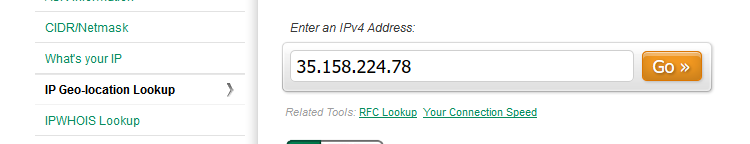 CIDR/Netmask
What's your IP
IP Geo-location Lookup
IPWHOIS Lookup
Enter an IPv4 Address:
35.158.224.78
Go »
Related Tools: RFC Lookup Your Connection Speed